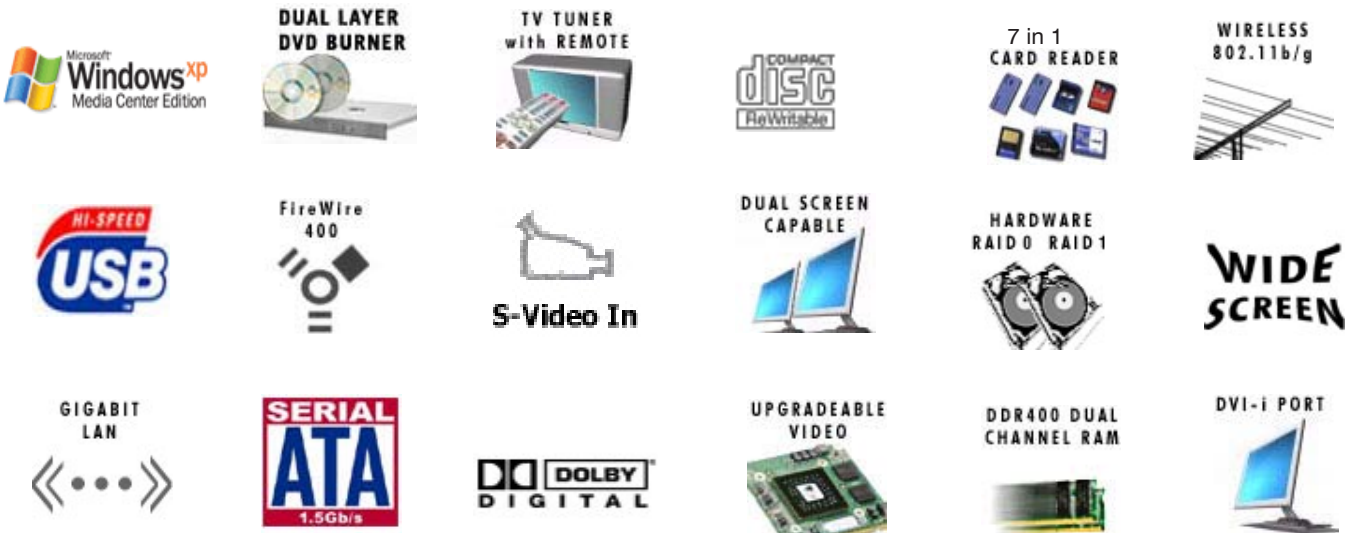 Microsoft
Windows xp
Media Center Edition
DUAL LAYER
DVD BURNER
TV TUNER
with REMOTE
COMPACT
disc
ReWritable
7 in 1
CARD READER
WIRELESS
802.11b/g
HI-SPEED
USB
FireWire
400
S-Video In
DUAL SCREEN
CAPABLE
HARDWARE
RAID 0 RAID 1
WIDE
SCREEN
GIGABIT
LAN
SERIAL
ATA
1.5Gb/s
DOLBY
DIGITAL
UPGRADEABLE
VIDEO
DDR400 DUAL
CHANNEL RAM
DVI-i PORT